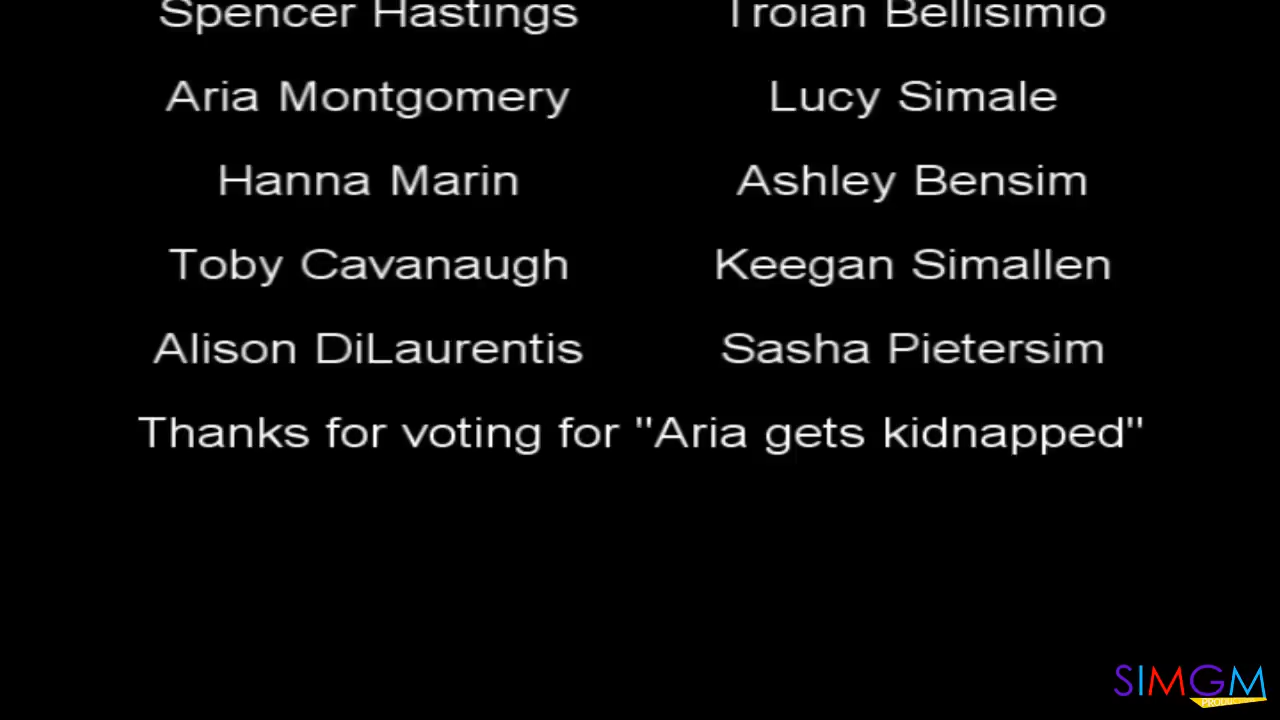 Spencer Hastings Troian Bellisimio
Aria Montgomery Lucy Simale
Hanna Marin Ashley Bensim
Toby Cavanaugh Keegan Simallen
Alison DiLaurentis Sasha Pietersim
Thanks for voting for "Aria gets kidnapped"
SIMGM